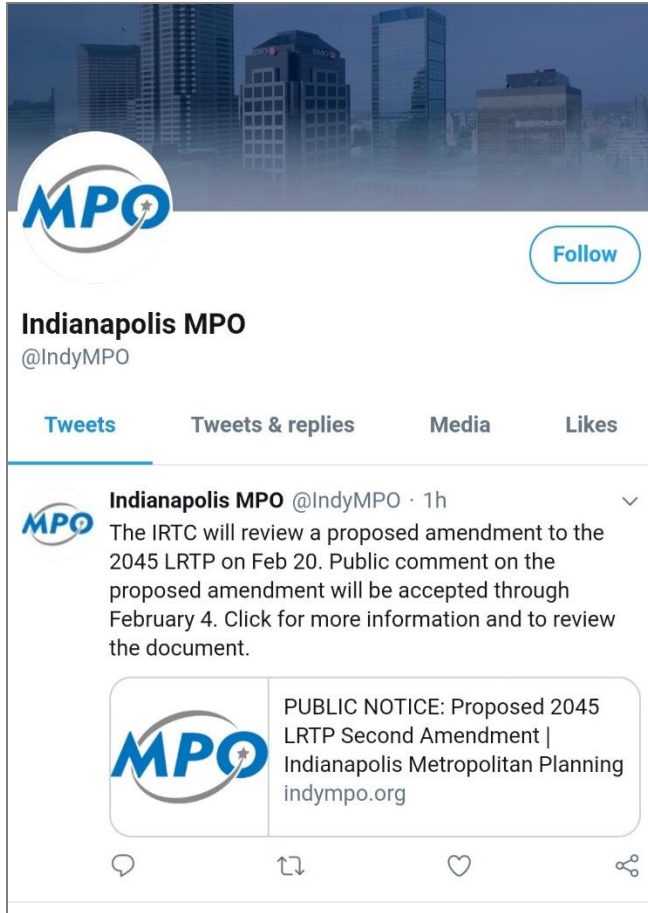 BMO
MPO
Follow
Indianapolis MPO
@IndyMPO
Tweets Tweets & replies Media Likes
MPO
Indianapolis MPO @IndyMPO · 1h
The IRTC will review a proposed amendment to the
2045 LRTP on Feb 20. Public comment on the
proposed amendment will be accepted through
February 4. Click for more information and to review
the document.
MPO
PUBLIC NOTICE: Proposed 2045
LRTP Second Amendment |
Indianapolis Metropolitan Planning
indympo.org